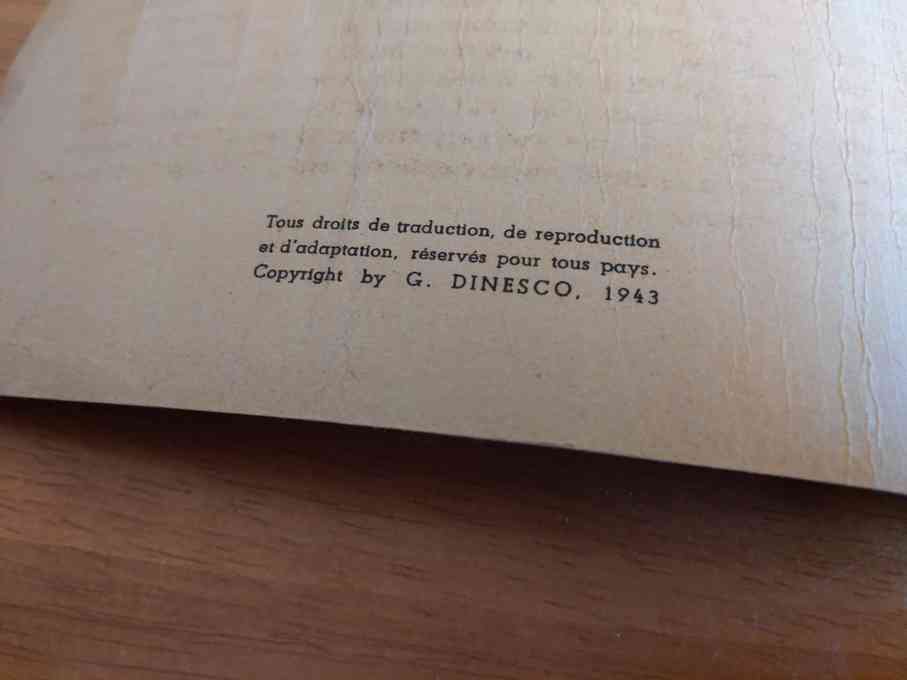 Tous droits de traduction, de reproduction
et d'adaptation, réservés pour tous pays.
Copyright by G. DINESCO, 1943